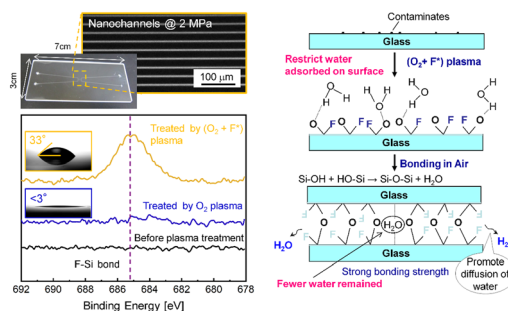 Nanochannels @ 2 MPa
7cm
3cm
100 μm
33°
Treated by (O2 + F*)
plasma
<3°
Treated by O2 plasma
Before plasma treatment
F-Si bond
692 690 688 686 684 682 680 678
Binding Energy [eV]
Contaminates
Glass
Restrict water
adsorbed on surface
(O2+ F*) plasma
H O H
H O H
H O H
H O H
O F O F F O F F O
Glass
Bonding in Air
Si-OH + HO-Si → Si-O-Si + H2O
Glass
F F F F
O O O O O O
H2O
H2O
H2
F F F F
Glass
Strong bonding strength
Fewer water remained
Promote
diffusion of
water